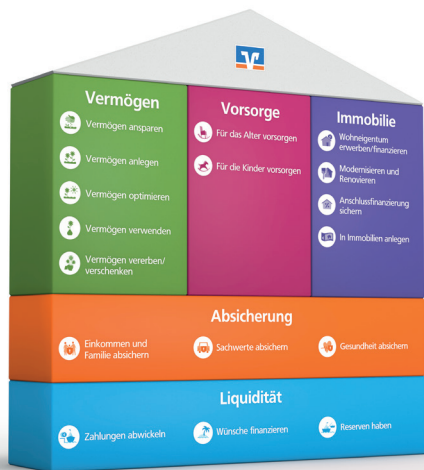 Vermögen
Vermögen ansparen
Vermögen anlegen
Vermögen optimieren
Vermögen verwenden
Vermögen vererben/
verschenken
Vorsorge
Für das Alter vorsorgen
Für die Kinder vorsorgen
Immobilie
Wohneigentum
erwerben/finanzieren
Modernisieren und
Renovieren
Anschlussfinanzierung
sichern
In Immobilien anlegen
Absicherung
Einkommen und
Familie absichern
Sachwerte absichern
Gesundheit absichern
Liquidität
Zahlungen abwickeln
Wünsche finanzieren
Reserven haben